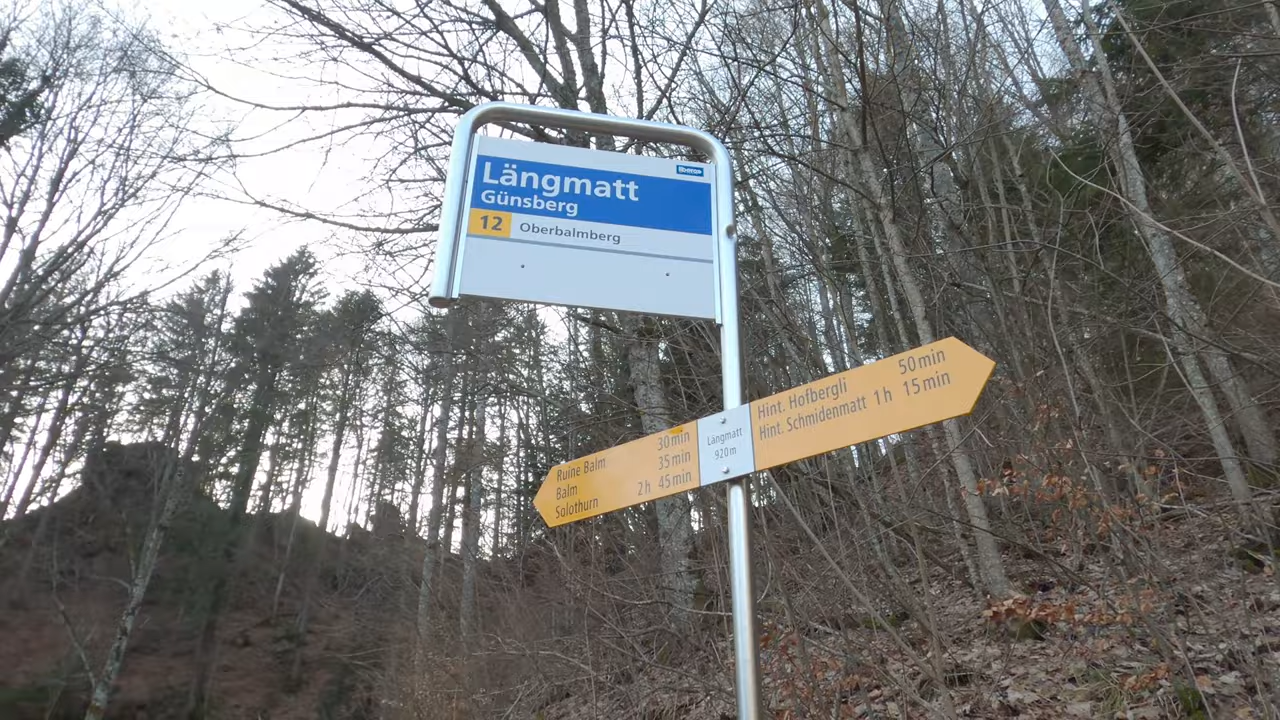 Längmatt
Günsberg
12 Oberbalmberg
Ruine Balm 30min
Balm 35min
Solothurn 2h 45min
Längmatt
920m
Hint. Hofbergli 50min
Hint. Schmidenmatt 1h 15min